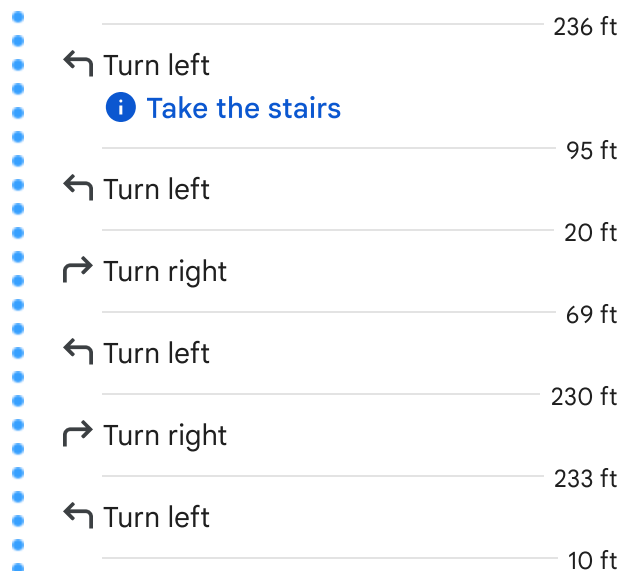 236 ft
Turn left
Take the stairs
95 ft
Turn left
20 ft
Turn right
69 ft
Turn left
230 ft
Turn right
233 ft
Turn left
10 ft